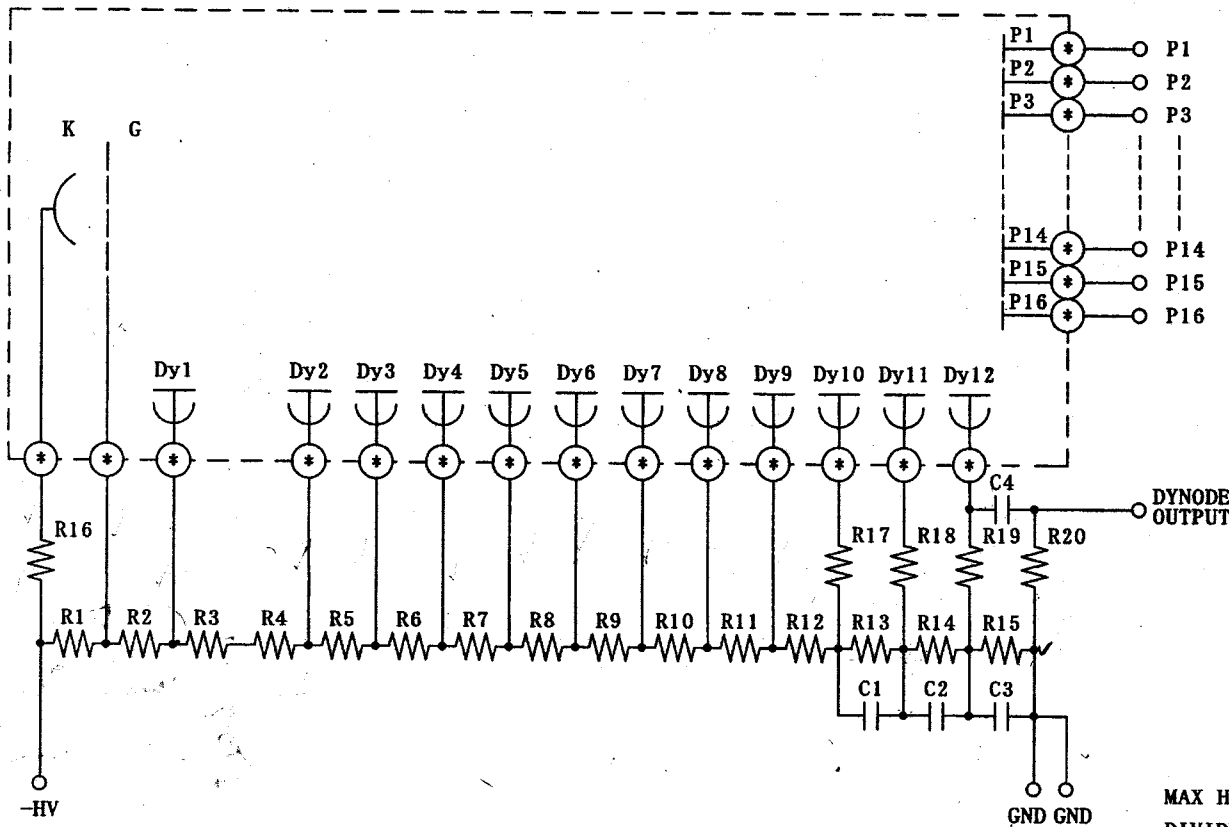 P1 * P1
P2 * P2
P3 * P3
K G
P14 * P14
P15 * P15
P16 * P16
Dy1 Dy2 Dy3 Dy4 Dy5 Dy6 Dy7 Dy8 Dy9 Dy10 Dy11 Dy12
* * * * * * * * * * * * * *
C4
DYNODE
OUTPUT
R16 R17 R18 R19 R20
R1 R2 R3 R4 R5 R6 R7 R8 R9 R10 R11 R12 R13 R14 R15
C1 C2 C3
-HV
GND GND
MAX H